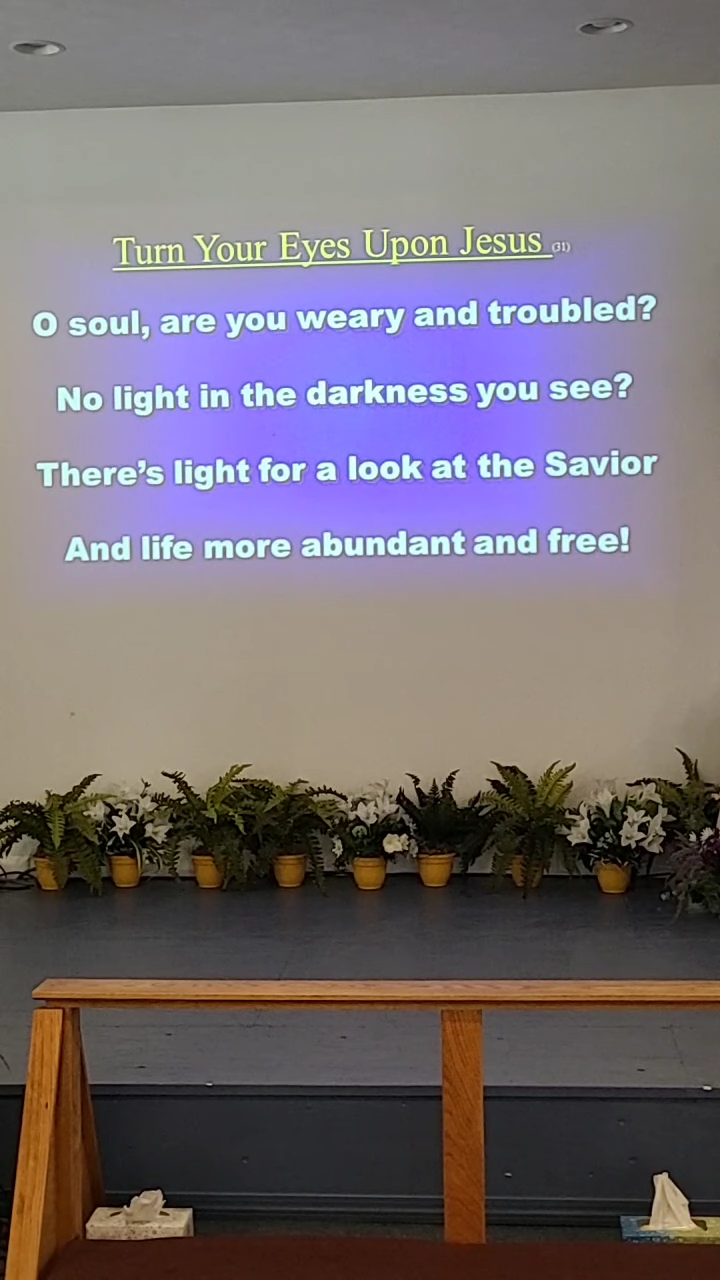 Turn Your Eyes Upon Jesus (31)
O soul, are you weary and troubled?
No light in the darkness you see?
There's light for a look at the Savior
And life more abundant and free!